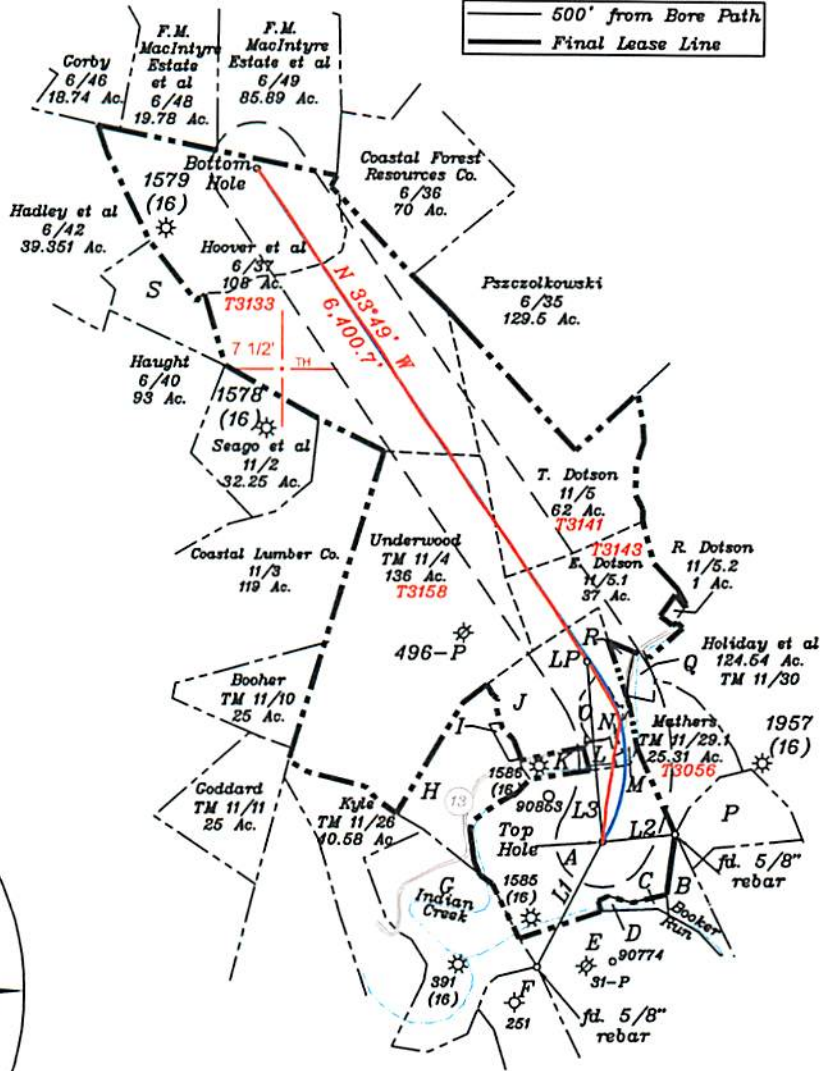 500' from Bore Path
Final Lease Line
F.M.
MacIntyre
Estate
et al
6/48
19.78 Ac.
F.M.
MacIntyre
Estate et al
6/49
85.89 Ac.
Corby
6/46
18.74 Ac.
Bottom
Hole
Coastal Forest
Resources Co.
6/36
70 Ac.
1579
(16)
Hadley et al
6/42
39.351 Ac.
Hoover et al
6/37
108 Ac.
T3133
S
N 33°49' W
6,400.7'
Pszczolkowski
6/35
129.5 Ac.
7 1/2'
TH
Haught
6/40
93 Ac.
1578
(16)
Seago et al
11/2
32.25 Ac.
T. Dotson
11/5
62 Ac.
T3141
T3143
Coastal Lumber Co.
11/3
119 Ac.
Underwood
TM 11/4
136 Ac.
T3158
E. Dotson
11/5.1
37 Ac.
R. Dotson
11/5.2
1 Ac.
496-P
R
LP
Q
Holiday et al
124.54 Ac.
TM 11/30
Booher
TM 11/10
25 Ac.
J
O
N
I
Mathers
TM 11/29.1
25.31 Ac.
T3056
1957
(16)
K
L
M
1586
(16)
H
13
90853
Goddard
TM 11/11
25 Ac.
Kyle
TM 11/26
40.58 Ac.
Top
Hole
L3
P
A
L2
fd. 5/8"
rebar
G
Indian
Creek
1585
(16)
L1
C
B
Booker
Run
D
E
90774
31-P
391
(16)
F
251
fd. 5/8"
rebar